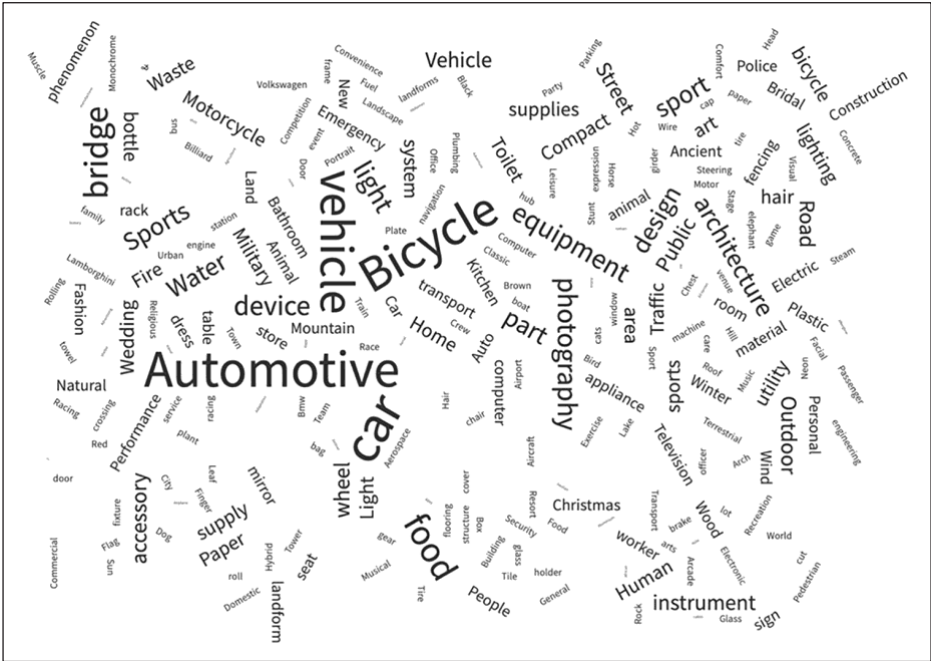 phenomenon
Muscle
Monochrome
Waste
Motorcycle
bridge
bottle
bus
Billiard
family
rack
Sports
station
engine
Urban
Lamborghini
Rolling
Fire
Water
Fashion
Volkswagen
Competition
Convenience
frame
New
Fuel
Landscape
landforms
Vehicle
Black
event
Emergency
Portrait
Door
system
Office
Plumbing
light
vehicle
Land
Bathroom
Animal
Military
navigation
Plate
Bicycle
Party
Parking
supplies
Street
Compact
Toilet
Leisure
hub
Hot
expression
Horse
Struts
animal
equipment
Computer
Classic
sport
Comfort
Head
Police
Bridal
bicycle
Construction
cap
paper
Wire
art
tire
Ancient
Steering
Motor
fencing
Visual
lighting
Concrete
Stage
hair
Road
elephant
game
design
Public
architecture
Chest
venue
room
Electric
Steam
Plastic
device
Mountain
store
Train
Car
transport
Kitchen
Brown
boat
Crew
Home
Auto
part
photography
cats
window
area
Traffic
machine
Hill
material
Facial
Wedding
Religious
dress
table
Town
towel
Race
Automotive
Natural
Racing
crossing
Red
Performance
service
racing
plant
Bmw
Team
bag
car
Aerospace
Hair
chair
computer
Airport
Bird
appliance
Exercise
Lake
Sport
sports
care
Roof
Winter
Music
utility
Neon
Passenger
Terrestrial
Outdoor
Personal
engineering
door
Television
officer
Arch
Wind
Aircraft
wheel
Light
mirror
Leaf
City
Finger
accessory
fixture
Flag
Sun
Dog
supply
Paper
Commercial
roll
Domestic
Hybrid
Tower
seat
landform
food
gear
Musical
Tire
flooring
structure
cover
Box
Building
glass
Security
Resort
Food
Christmas
Tile
holder
General
People
Transport
Wood
brake
lot
Recreation
World
worker
arts
Arcade
Electronic
cut
Pedestrian
Human
Rock
instrument
Glass
sign